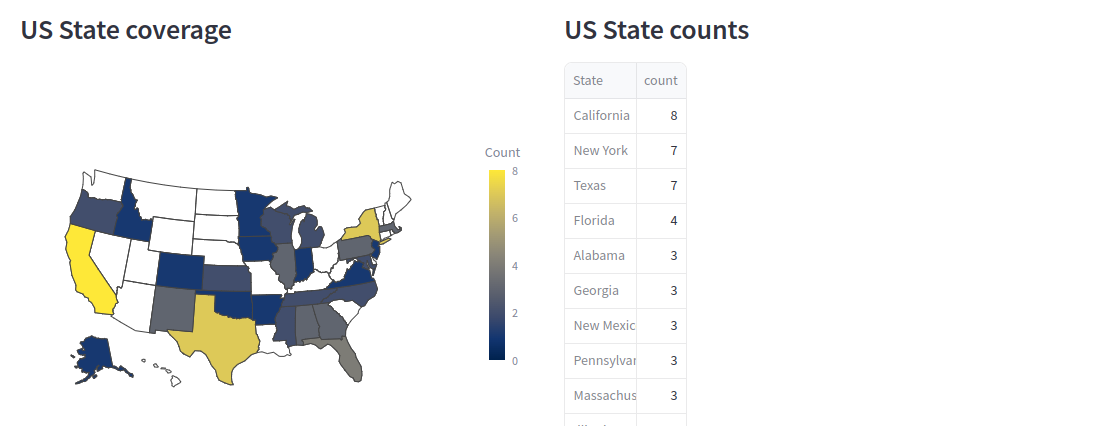 US State coverage
Count
8
6
4
2
0
US State counts
State count
California 8
New York 7
Texas 7
Florida 4
Alabama 3
Georgia 3
New Mexic 3
Pennsylvar 3
Massachus 3